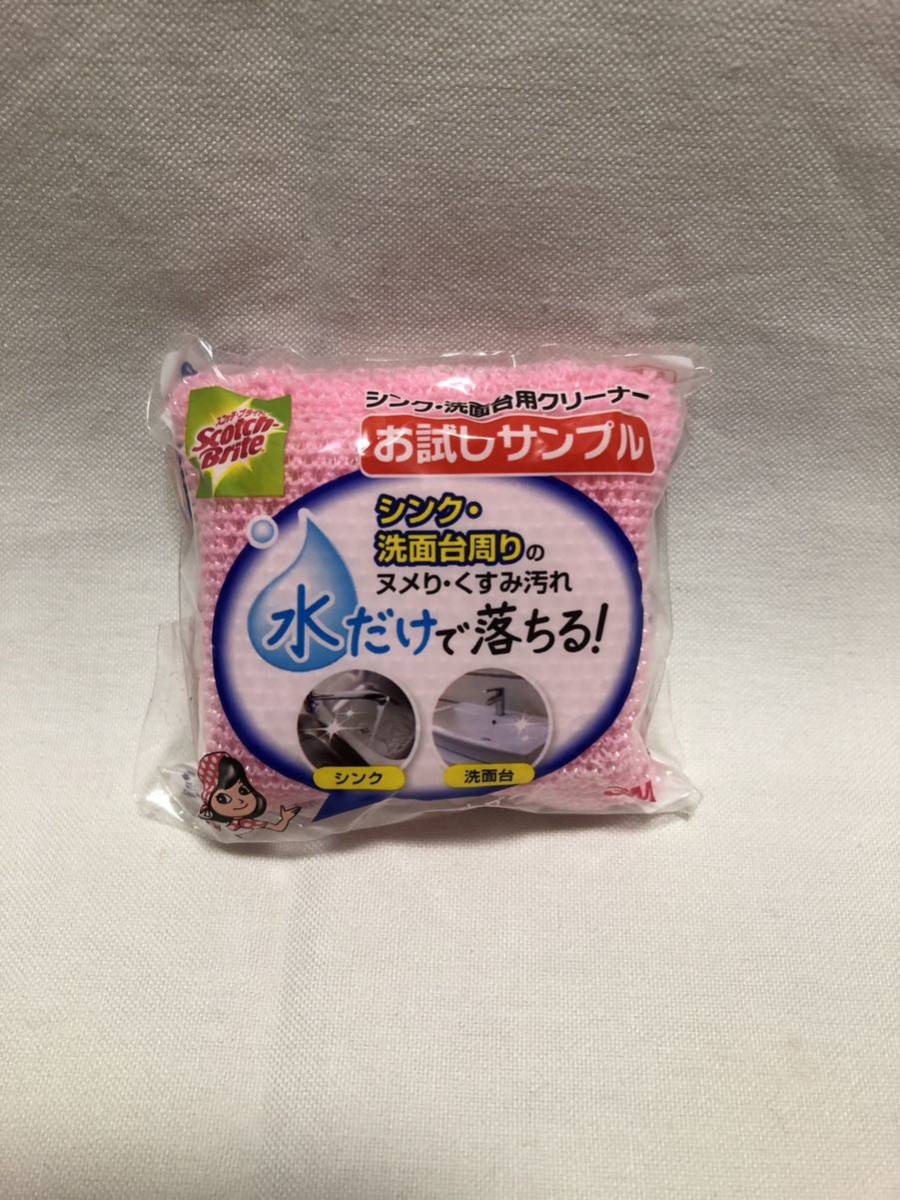 スコッチ・ブライト
Scotch-
Brite
シンク・洗面台用クリーナー
お試しサンプル
シンク・
洗面台周りの
ヌメリ・くすみ汚れ
水だけで落ちる!
シンク
洗面台
3M